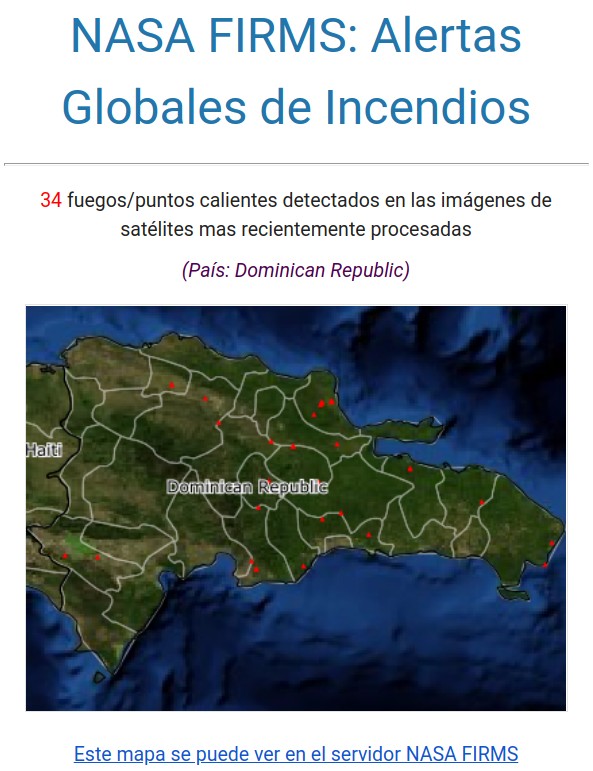 NASA FIRMS: Alertas
Globales de Incendios
34 fuegos/puntos calientes detectados en las imágenes de
satélites mas recientemente procesadas
(País: Dominican Republic)
Haiti
Dominican Republic
Este mapa se puede ver en el servidor NASA FIRMS